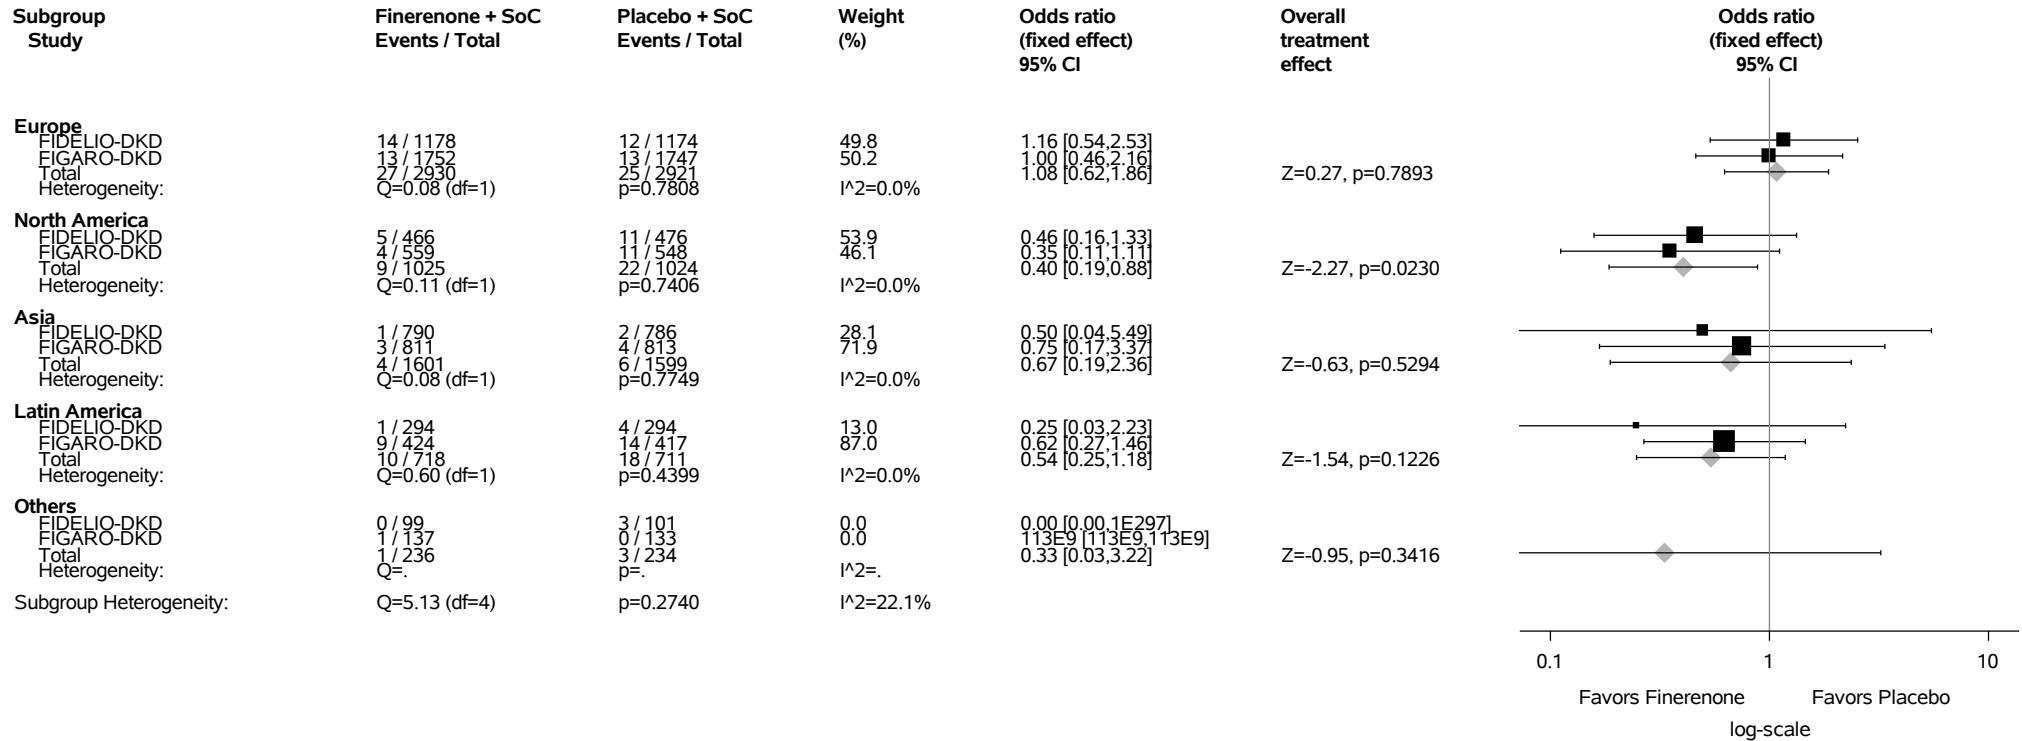 Subgroup Finerenone + SoC Placebo + SoC Weight Odds ratio Overall Odds ratio
Study Events / Total Events / Total (%) (fixed effect) treatment (fixed effect)
95% CI effect 95% CI
Europe
FIDELIO-DKD 14 / 1178 12 / 1174 49.8 1.16 [0.54,2.53]
FIGARO-DKD 13 / 1752 13 / 1747 50.2 1.00 [0.46,2.16]
Total 27 / 2930 25 / 2921 1.08 [0.62,1.86] Z=0.27, p=0.7893
Heterogeneity: Q=0.08 (df=1) p=0.7808 I^2=0.0%
North America
FIDELIO-DKD 5 / 466 11 / 476 53.9 0.46 [0.16,1.33]
FIGARO-DKD 4 / 559 11 / 548 46.1 0.35 [0.11,1.11]
Total 9 / 1025 22 / 1024 0.40 [0.19,0.88] Z=-2.27, p=0.0230
Heterogeneity: Q=0.11 (df=1) p=0.7406 I^2=0.0%
Asia
FIDELIO-DKD 1 / 790 2 / 786 28.1 0.50 [0.04,5.49]
FIGARO-DKD 3 / 811 4 / 813 71.9 0.75 [0.17,3.37]
Total 4 / 1601 6 / 1599 0.67 [0.19,2.36] Z=-0.63, p=0.5294
Heterogeneity: Q=0.08 (df=1) p=0.7749 I^2=0.0%
Latin America
FIDELIO-DKD 1 / 294 4 / 294 13.0 0.25 [0.03,2.23]
FIGARO-DKD 9 / 424 14 / 417 87.0 0.62 [0.27,1.46]
Total 10 / 718 18 / 711 0.54 [0.25,1.18] Z=-1.54, p=0.1226
Heterogeneity: Q=0.60 (df=1) p=0.4399 I^2=0.0%
Others
FIDELIO-DKD 0 / 99 3 / 101 0.0 0.00 [0.00,1E297]
FIGARO-DKD 1 / 137 0 / 133 0.0 113E9 [113E9,113E9]
Total 1 / 236 3 / 234 0.33 [0.03,3.22] Z=-0.95, p=0.3416
Heterogeneity: Q=. p=. I^2=.
Subgroup Heterogeneity: Q=5.13 (df=4) p=0.2740 I^2=22.1%
0.1 1 10
Favors Finerenone Favors Placebo
log-scale